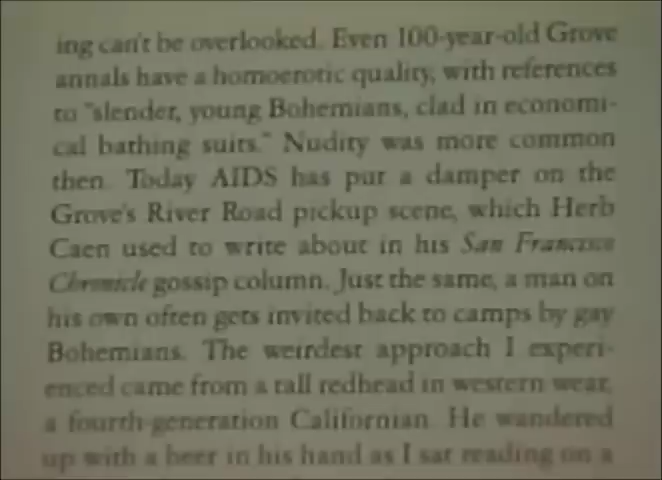 ing can't be overlooked. Even 100-year-old Grove
annals have a homoerotic quality, with references
to "slender, young Bohemians, clad in economi-
cal bathing suits." Nudity was more common
then. Today AIDS has put a damper on the
Grove's River Road pickup scene, which Herb
Caen used to write about in his San Francisco
Chronicle gossip column. Just the same, a man on
his own often gets invited back to camps by gay
Bohemians. The weirdest approach I experi-
enced came from a tall redhead in western wear,
a fourth-generation Californian. He wandered
up with a beer in his hand as I sat reading on a